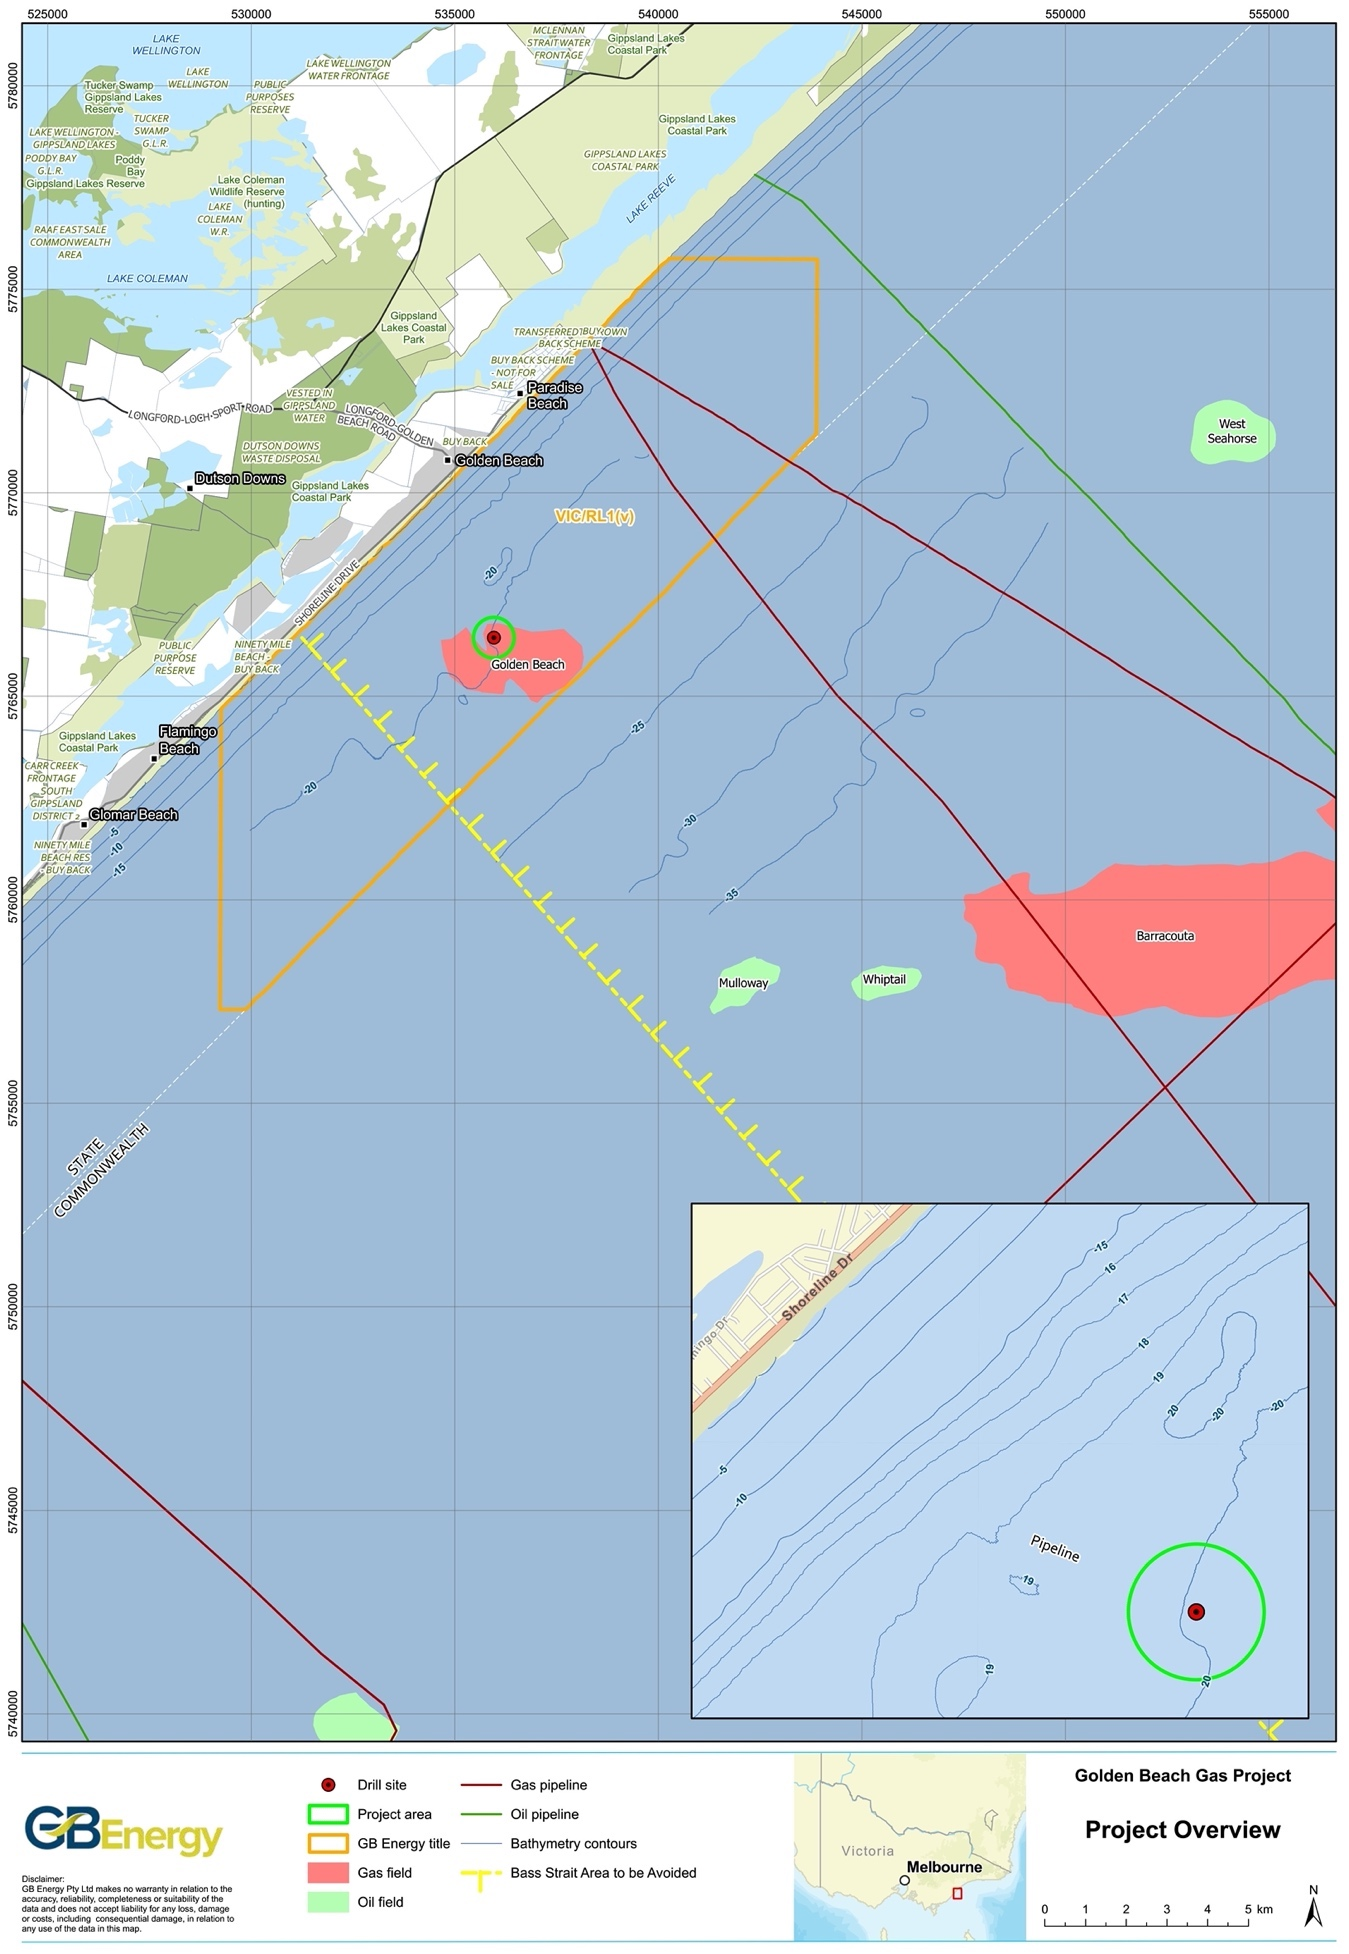 525000
530000
535000
540000
545000
550000
555000
5780000
5775000
5770000
5765000
5760000
5755000
5750000
5745000
5740000
LAKE
WELLINGTON
LAKE
WELLINGTON
Tucker Swamp
Gippsland Lakes
Reserve
PUBLIC
PURPOSES
RESERVE
LAKE WELLINGTON
WATER FRONTAGE
MCLENNAN
STRAIT WATER
FRONTAGE
Gippsland Lakes
Coastal Park
TUCKER
SWAMP
G.L.R.
LAKE WELLINGTON -
GIPPSLAND LAKES
PODDY BAY
G.L.R.
Poddy
Bay
Gippsland Lakes Reserve
Gippsland Lakes
Coastal Park
GIPPSLAND LAKES
COASTAL PARK
LAKE REEVE
Lake Coleman
Wildlife Reserve
(hunting)
LAKE
COLEMAN
W.R.
RAAF EAST SALE
COMMONWEALTH
AREA
LAKE COLEMAN
Gippsland
Lakes Coastal
Park
BACK SCHEME
BUY BACK SCHEME
- NOT FOR
SALE
Paradise
Beach
VESTED IN
GIPPSLAND
WATER
LONGFORD-LOCH-SPORT-ROAD
LONGFORD-GOLDEN
BEACH ROAD
BUY BACK
Golden Beach
DUTSON DOWNS
WASTE DISPOSAL
Dutson Downs
Gippsland Lakes
Coastal Park
West
Seahorse
VIC/RL1(v)
SHORELINE DRIVE
-20
Golden Beach
PUBLIC
PURPOSE
RESERVE
NINETY MILE
BEACH -
BUY BACK
Gippsland Lakes
Coastal Park
Flamingo
Beach
CARR CREEK
FRONTAGE
SOUTH
GIPPSLAND
DISTRICT 2
Glomar Beach
NINETY MILE
BEACH RES
- BUY BACK
-5
-10
-15
-20
-25
-30
-35
Mulloway
Whiptail
Barracouta
STATE
COMMONWEALTH
Shoreline Dr
mingo Dr
-15
16
17
18
19
20
-20
-20
-5
-10
Pipeline
19
19
20
GB Energy
Disclaimer:
GB Energy Pty Ltd makes no warranty in relation to the
accuracy, reliability, completeness or suitability of the
data and does not accept liability for any loss, damage
or costs, including consequential damage, in relation to
any use of the data in this map.
Drill site
Project area
GB Energy title
Gas field
Oil field
Gas pipeline
Oil pipeline
Bathymetry contours
Bass Strait Area to be Avoided
Victoria
Melbourne
Golden Beach Gas Project
Project Overview
0 1 2 3 4 5 km
N